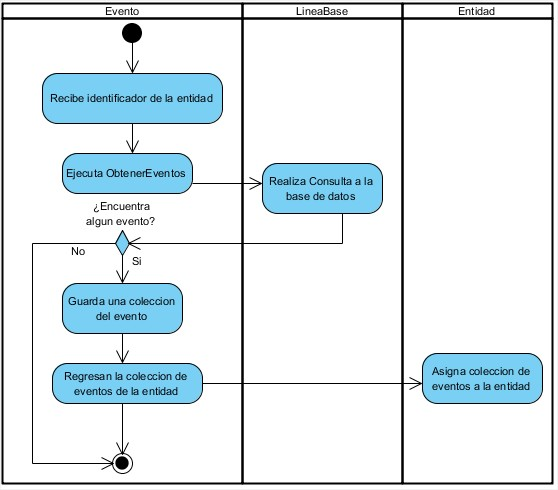 Evento
LineaBase
Entidad
Recibe identificador de la entidad
Ejecuta ObtenerEventos
Realiza Consulta a la
base de datos
¿Encuentra
algun evento?
No
Si
Guarda una coleccion
del evento
Regresan la coleccion de
eventos de la entidad
Asigna coleccion de
eventos a la entidad